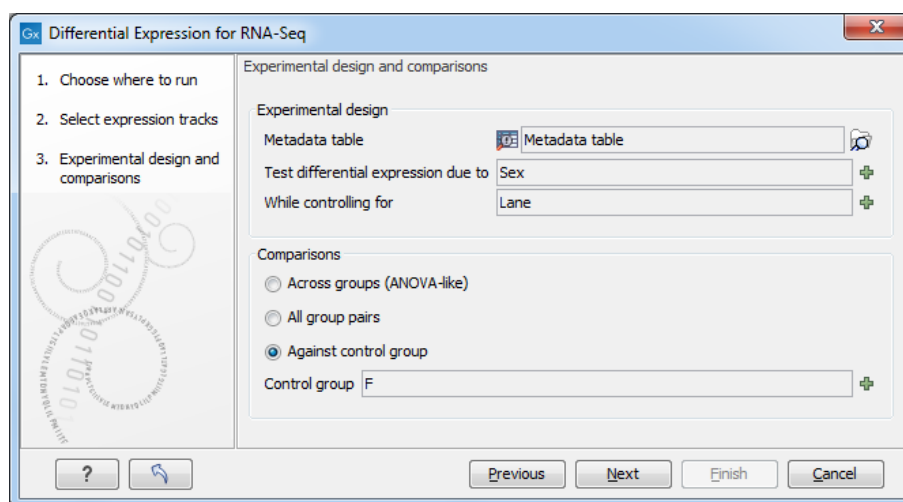 Gx Differential Expression for RNA-Seq
1. Choose where to run
2. Select expression tracks
3. Experimental design and
comparisons
Experimental design and comparisons
Experimental design
Metadata table Metadata table
Test differential expression due to Sex
While controlling for Lane
Comparisons
Across groups (ANOVA-like)
All group pairs
Against control group
Control group F
? Previous Next Finish Cancel